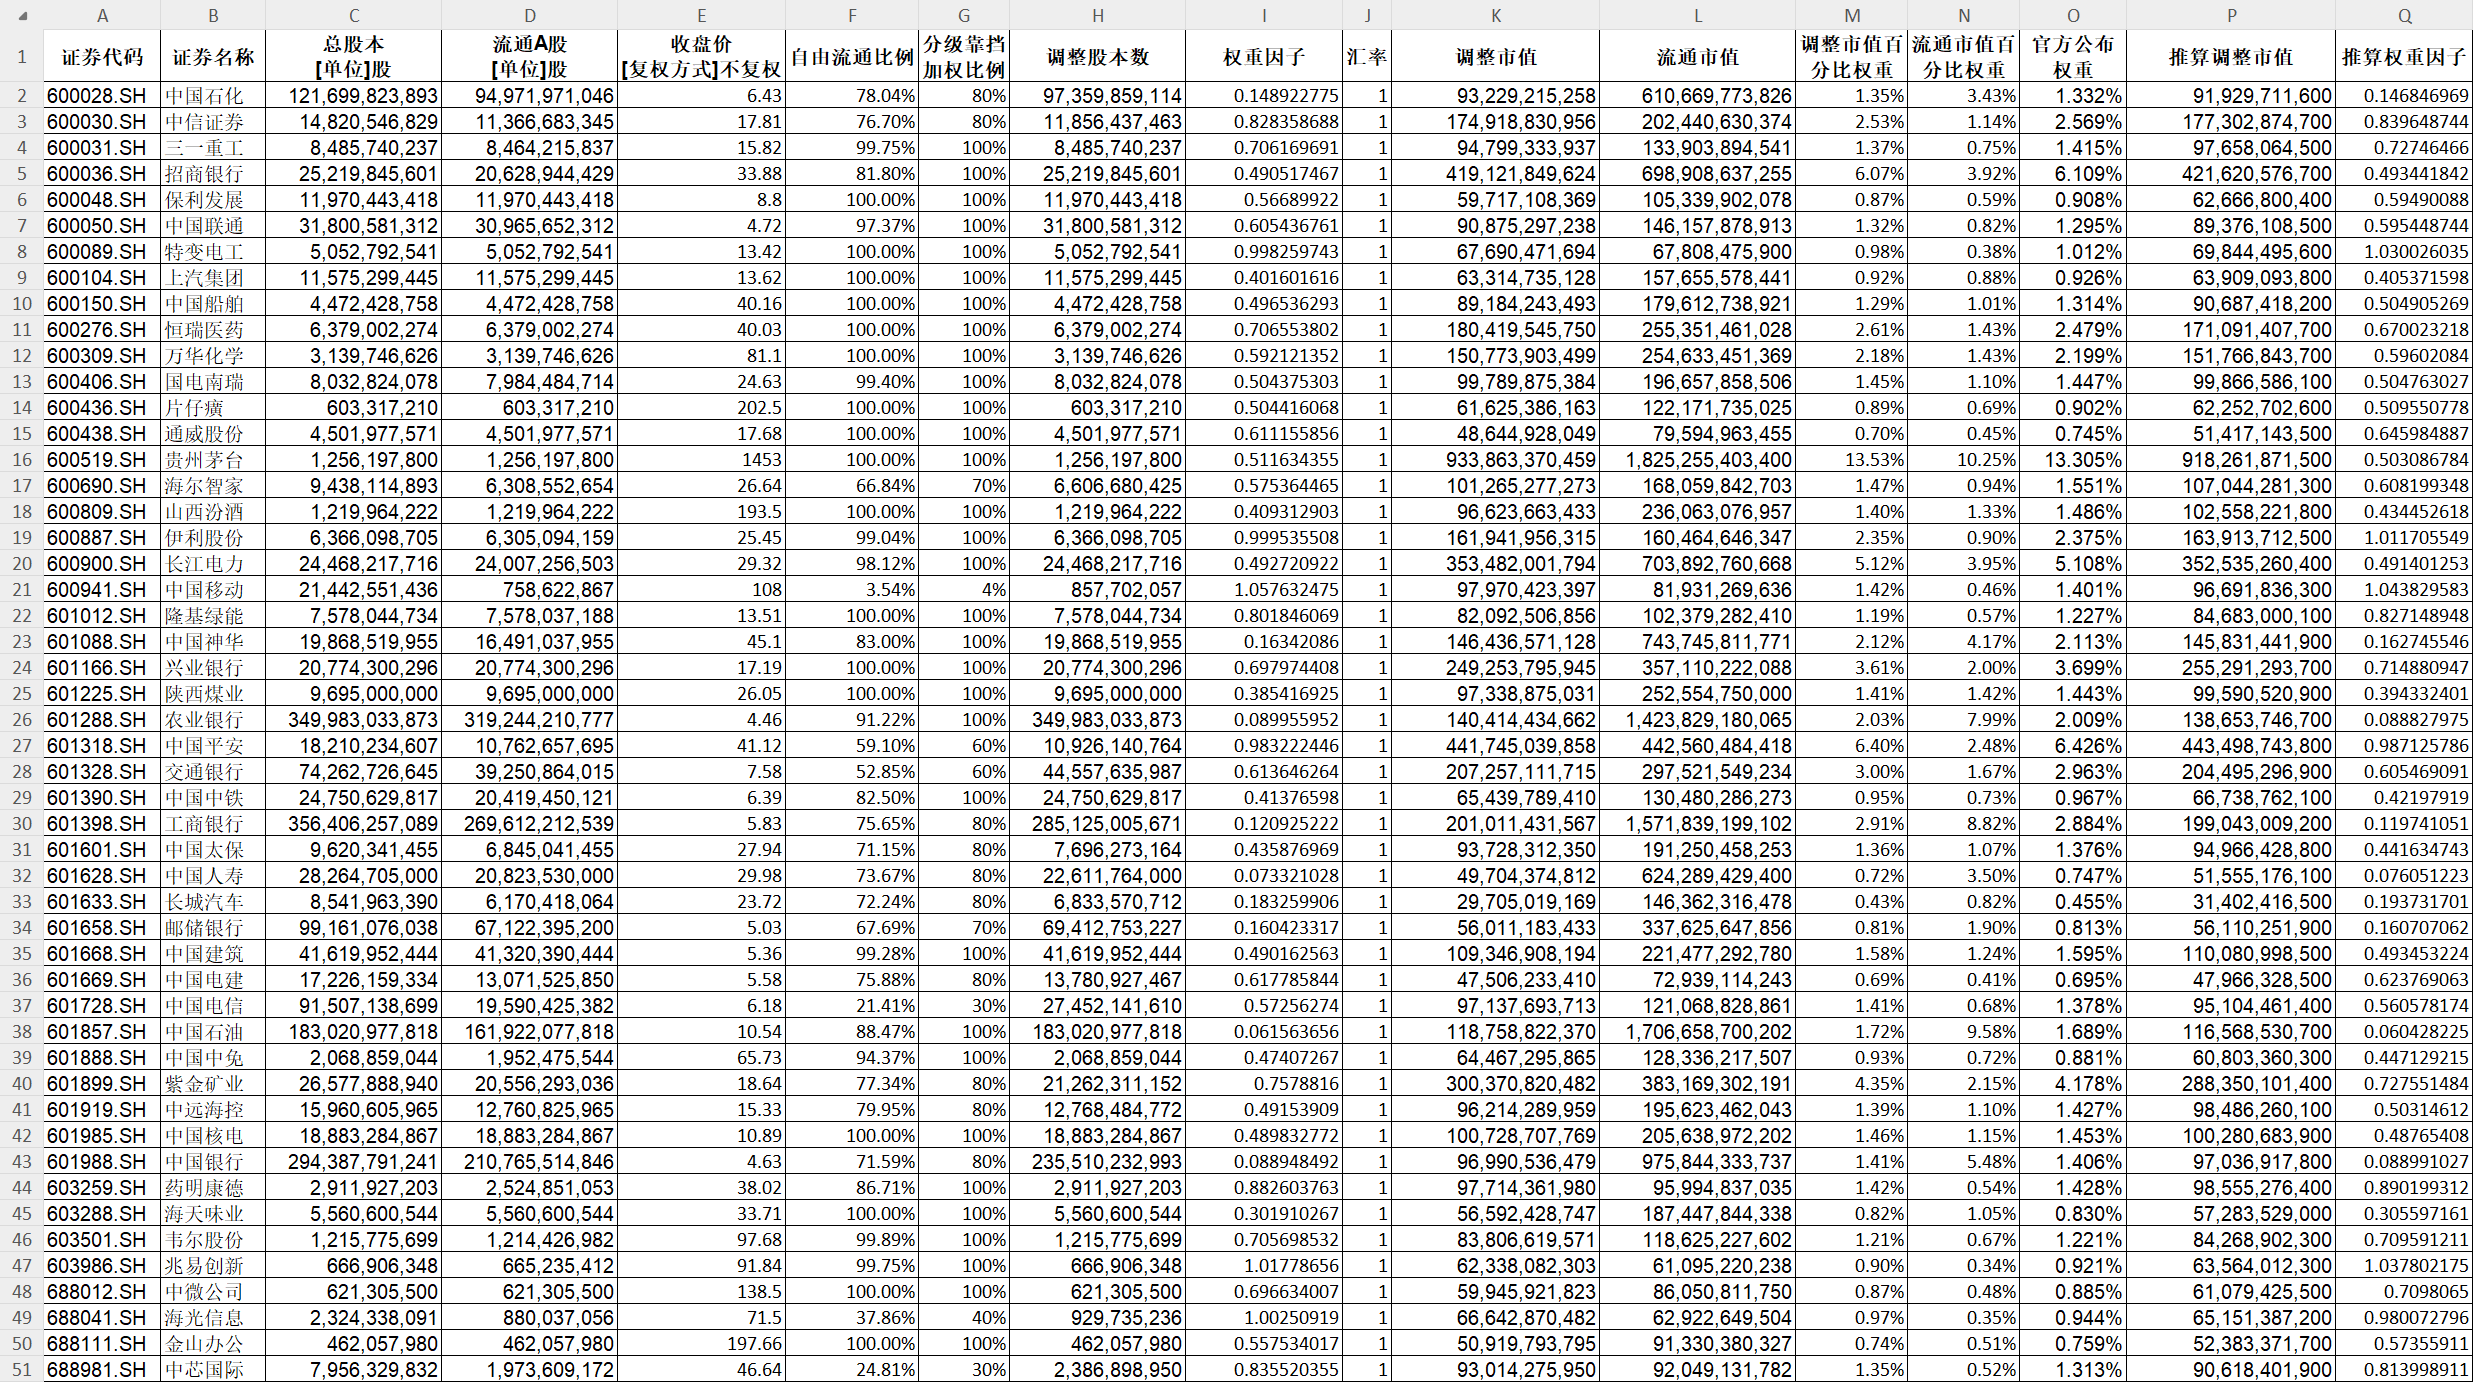 A B C D E F G H I J K L M N O P Q
1 证券代码 证券名称 总股本 [单位]股 流通A股 [单位]股 收盘价 [复权方式]不复权 自由流通比例 分级靠挡 加权比例 调整股本数 权重因子 汇率 调整市值 流通市值 调整市值百 分比权重 流通市值百 分比权重 官方公布 权重 推算调整市值 推算权重因子
2 600028.SH 中国石化 121,699,823,893 94,971,971,046 6.43 78.04% 80% 97,359,859,114 0.148922775 1 93,229,215,258 610,669,773,826 1.35% 3.43% 1.332% 91,929,711,600 0.146846969
3 600030.SH 中信证券 14,820,546,829 11,366,683,345 17.81 76.70% 80% 11,856,437,463 0.828358688 1 174,918,830,956 202,440,630,374 2.53% 1.14% 2.569% 177,302,874,700 0.839648744
4 600031.SH 三一重工 8,485,740,237 8,464,215,837 15.82 99.75% 100% 8,485,740,237 0.706169691 1 94,799,333,937 133,903,894,541 1.37% 0.75% 1.415% 97,658,064,500 0.72746466
5 600036.SH 招商银行 25,219,845,601 20,628,944,429 33.88 81.80% 100% 25,219,845,601 0.490517467 1 419,121,849,624 698,908,637,255 6.07% 3.92% 6.109% 421,620,576,700 0.493441842
6 600048.SH 保利发展 11,970,443,418 11,970,443,418 8.8 100.00% 100% 11,970,443,418 0.56689922 1 59,717,108,369 105,339,902,078 0.87% 0.59% 0.908% 62,666,800,400 0.59490088
7 600050.SH 中国联通 31,800,581,312 30,965,652,312 4.72 97.37% 100% 31,800,581,312 0.605436761 1 90,875,297,238 146,157,878,913 1.32% 0.82% 1.295% 89,376,108,500 0.595448744
8 600089.SH 特变电工 5,052,792,541 5,052,792,541 13.42 100.00% 100% 5,052,792,541 0.998259743 1 67,690,471,694 67,808,475,900 0.98% 0.38% 1.012% 69,844,495,600 1.030026035
9 600104.SH 上汽集团 11,575,299,445 11,575,299,445 13.62 100.00% 100% 11,575,299,445 0.401601616 1 63,314,735,128 157,655,578,441 0.92% 0.88% 0.926% 63,909,093,800 0.405371598
10 600150.SH 中国船舶 4,472,428,758 4,472,428,758 40.16 100.00% 100% 4,472,428,758 0.496536293 1 89,184,243,493 179,612,738,921 1.29% 1.01% 1.314% 90,687,418,200 0.504905269
11 600276.SH 恒瑞医药 6,379,002,274 6,379,002,274 40.03 100.00% 100% 6,379,002,274 0.706553802 1 180,419,545,750 255,351,461,028 2.61% 1.43% 2.479% 171,091,407,700 0.670023218
12 600309.SH 万华化学 3,139,746,626 3,139,746,626 81.1 100.00% 100% 3,139,746,626 0.592121352 1 150,773,903,499 254,633,451,369 2.18% 1.43% 2.199% 151,766,843,700 0.59602084
13 600406.SH 国电南瑞 8,032,824,078 7,984,484,714 24.63 99.40% 100% 8,032,824,078 0.504375303 1 99,789,875,384 196,657,858,506 1.45% 1.10% 1.447% 99,866,586,100 0.504763027
14 600436.SH 片仔癀 603,317,210 603,317,210 202.5 100.00% 100% 603,317,210 0.504416068 1 61,625,386,163 122,171,735,025 0.89% 0.69% 0.902% 62,252,702,600 0.509550778
15 600438.SH 通威股份 4,501,977,571 4,501,977,571 17.68 100.00% 100% 4,501,977,571 0.611155856 1 48,644,928,049 79,594,963,455 0.70% 0.45% 0.745% 51,417,143,500 0.645984887
16 600519.SH 贵州茅台 1,256,197,800 1,256,197,800 1453 100.00% 100% 1,256,197,800 0.511634355 1 933,863,370,459 1,825,255,403,400 13.53% 10.25% 13.305% 918,261,871,500 0.503086784
17 600690.SH 海尔智家 9,438,114,893 6,308,552,654 26.64 66.84% 70% 6,606,680,425 0.575364465 1 101,265,277,273 168,059,842,703 1.47% 0.94% 1.551% 107,044,281,300 0.608199348
18 600809.SH 山西汾酒 1,219,964,222 1,219,964,222 193.5 100.00% 100% 1,219,964,222 0.409312903 1 96,623,663,433 236,063,076,957 1.40% 1.33% 1.486% 102,558,221,800 0.434452618
19 600887.SH 伊利股份 6,366,098,705 6,305,094,159 25.45 99.04% 100% 6,366,098,705 0.999535508 1 161,941,956,315 160,464,646,347 2.35% 0.90% 2.375% 163,913,712,500 1.011705549
20 600900.SH 长江电力 24,468,217,716 24,007,256,503 29.32 98.12% 100% 24,468,217,716 0.492720922 1 353,482,001,794 703,892,760,668 5.12% 3.95% 5.108% 352,535,260,400 0.491401253
21 600941.SH 中国移动 21,442,551,436 758,622,867 108 3.54% 4% 857,702,057 1.057632475 1 97,970,423,397 81,931,269,636 1.42% 0.46% 1.401% 96,691,836,300 1.043829583
22 601012.SH 隆基绿能 7,578,044,734 7,578,037,188 13.51 100.00% 100% 7,578,044,734 0.801846069 1 82,092,506,856 102,379,282,410 1.19% 0.57% 1.227% 84,683,000,100 0.827148948
23 601088.SH 中国神华 19,868,519,955 16,491,037,955 45.1 83.00% 100% 19,868,519,955 0.16342086 1 146,436,571,128 743,745,811,771 2.12% 4.17% 2.113% 145,831,441,900 0.162745546
24 601166.SH 兴业银行 20,774,300,296 20,774,300,296 17.19 100.00% 100% 20,774,300,296 0.697974408 1 249,253,795,945 357,110,222,088 3.61% 2.00% 3.699% 255,291,293,700 0.714880947
25 601225.SH 陕西煤业 9,695,000,000 9,695,000,000 26.05 100.00% 100% 9,695,000,000 0.385416925 1 97,338,875,031 252,554,750,000 1.41% 1.42% 1.443% 99,590,520,900 0.394332401
26 601288.SH 农业银行 349,983,033,873 319,244,210,777 4.46 91.22% 100% 349,983,033,873 0.089955952 1 140,414,434,662 1,423,829,180,065 2.03% 7.99% 2.009% 138,653,746,700 0.088827975
27 601318.SH 中国平安 18,210,234,607 10,762,657,695 41.12 59.10% 60% 10,926,140,764 0.983222446 1 441,745,039,858 442,560,484,418 6.40% 2.48% 6.426% 443,498,743,800 0.987125786
28 601328.SH 交通银行 74,262,726,645 39,250,864,015 7.58 52.85% 60% 44,557,635,987 0.613646264 1 207,257,111,715 297,521,549,234 3.00% 1.67% 2.963% 204,495,296,900 0.605469091
29 601390.SH 中国中铁 24,750,629,817 20,419,450,121 6.39 82.50% 100% 24,750,629,817 0.41376598 1 65,439,789,410 130,480,286,273 0.95% 0.73% 0.967% 66,738,762,100 0.42197919
30 601398.SH 工商银行 356,406,257,089 269,612,212,539 5.83 75.65% 80% 285,125,005,671 0.120925222 1 201,011,431,567 1,571,839,199,102 2.91% 8.82% 2.884% 199,043,009,200 0.119741051
31 601601.SH 中国太保 9,620,341,455 6,845,041,455 27.94 71.15% 80% 7,696,273,164 0.435876969 1 93,728,312,350 191,250,458,253 1.36% 1.07% 1.376% 94,966,428,800 0.441634743
32 601628.SH 中国人寿 28,264,705,000 20,823,530,000 29.98 73.67% 80% 22,611,764,000 0.073321028 1 49,704,374,812 624,289,429,400 0.72% 3.50% 0.747% 51,555,176,100 0.076051223
33 601633.SH 长城汽车 8,541,963,390 6,170,418,064 23.72 72.24% 80% 6,833,570,712 0.183259906 1 29,705,019,169 146,362,316,478 0.43% 0.82% 0.455% 31,402,416,500 0.193731701
34 601658.SH 邮储银行 99,161,076,038 67,122,395,200 5.03 67.69% 70% 69,412,753,227 0.160423317 1 56,011,183,433 337,625,647,856 0.81% 1.90% 0.813% 56,110,251,900 0.160707062
35 601668.SH 中国建筑 41,619,952,444 41,320,390,444 5.36 99.28% 100% 41,619,952,444 0.490162563 1 109,346,908,194 221,477,292,780 1.58% 1.24% 1.595% 110,080,998,500 0.493453224
36 601669.SH 中国电建 17,226,159,334 13,071,525,850 5.58 75.88% 80% 13,780,927,467 0.617785844 1 47,506,233,410 72,939,114,243 0.69% 0.41% 0.695% 47,966,328,500 0.623769063
37 601728.SH 中国电信 91,507,138,699 19,590,425,382 6.18 21.41% 30% 27,452,141,610 0.57256274 1 97,137,693,713 121,068,828,861 1.41% 0.68% 1.378% 95,104,461,400 0.560578174
38 601857.SH 中国石油 183,020,977,818 161,922,077,818 10.54 88.47% 100% 183,020,977,818 0.061563656 1 118,758,822,370 1,706,658,700,202 1.72% 9.58% 1.689% 116,568,530,700 0.060428225
39 601888.SH 中国中免 2,068,859,044 1,952,475,544 65.73 94.37% 100% 2,068,859,044 0.47407267 1 64,467,295,865 128,336,217,507 0.93% 0.72% 0.881% 60,803,360,300 0.447129215
40 601899.SH 紫金矿业 26,577,888,940 20,556,293,036 18.64 77.34% 80% 21,262,311,152 0.7578816 1 300,370,820,482 383,169,302,191 4.35% 2.15% 4.178% 288,350,101,400 0.727551484
41 601919.SH 中远海控 15,960,605,965 12,760,825,965 15.33 79.95% 80% 12,768,484,772 0.49153909 1 96,214,289,959 195,623,462,043 1.39% 1.10% 1.427% 98,486,260,100 0.50314612
42 601985.SH 中国核电 18,883,284,867 18,883,284,867 10.89 100.00% 100% 18,883,284,867 0.489832772 1 100,728,707,769 205,638,972,202 1.46% 1.15% 1.453% 100,280,683,900 0.48765408
43 601988.SH 中国银行 294,387,791,241 210,765,514,846 4.63 71.59% 80% 235,510,232,993 0.088948492 1 96,990,536,479 975,844,333,737 1.41% 5.48% 1.406% 97,036,917,800 0.088991027
44 603259.SH 药明康德 2,911,927,203 2,524,851,053 38.02 86.71% 100% 2,911,927,203 0.882603763 1 97,714,361,980 95,994,837,035 1.42% 0.54% 1.428% 98,555,276,400 0.890199312
45 603288.SH 海天味业 5,560,600,544 5,560,600,544 33.71 100.00% 100% 5,560,600,544 0.301910267 1 56,592,428,747 187,447,844,338 0.82% 1.05% 0.830% 57,283,529,000 0.305597161
46 603501.SH 韦尔股份 1,215,775,699 1,214,426,982 97.68 99.89% 100% 1,215,775,699 0.705698532 1 83,806,619,571 118,625,227,602 1.21% 0.67% 1.221% 84,268,902,300 0.709591211
47 603986.SH 兆易创新 666,906,348 665,235,412 91.84 99.75% 100% 666,906,348 1.01778656 1 62,338,082,303 61,095,220,238 0.90% 0.34% 0.921% 63,564,012,300 1.037802175
48 688012.SH 中微公司 621,305,500 621,305,500 138.5 100.00% 100% 621,305,500 0.696634007 1 59,945,921,823 86,050,811,750 0.87% 0.48% 0.885% 61,079,425,500 0.7098065
49 688041.SH 海光信息 2,324,338,091 880,037,056 71.5 37.86% 40% 929,735,236 1.00250919 1 66,642,870,482 62,922,649,504 0.97% 0.35% 0.944% 65,151,387,200 0.980072796
50 688111.SH 金山办公 462,057,980 462,057,980 197.66 100.00% 100% 462,057,980 0.557534017 1 50,919,793,795 91,330,380,327 0.74% 0.51% 0.759% 52,383,371,700 0.57355911
51 688981.SH 中芯国际 7,956,329,832 1,973,609,172 46.64 24.81% 30% 2,386,898,950 0.835520355 1 93,014,275,950 92,049,131,782 1.35% 0.52% 1.313% 90,618,401,900 0.813998911